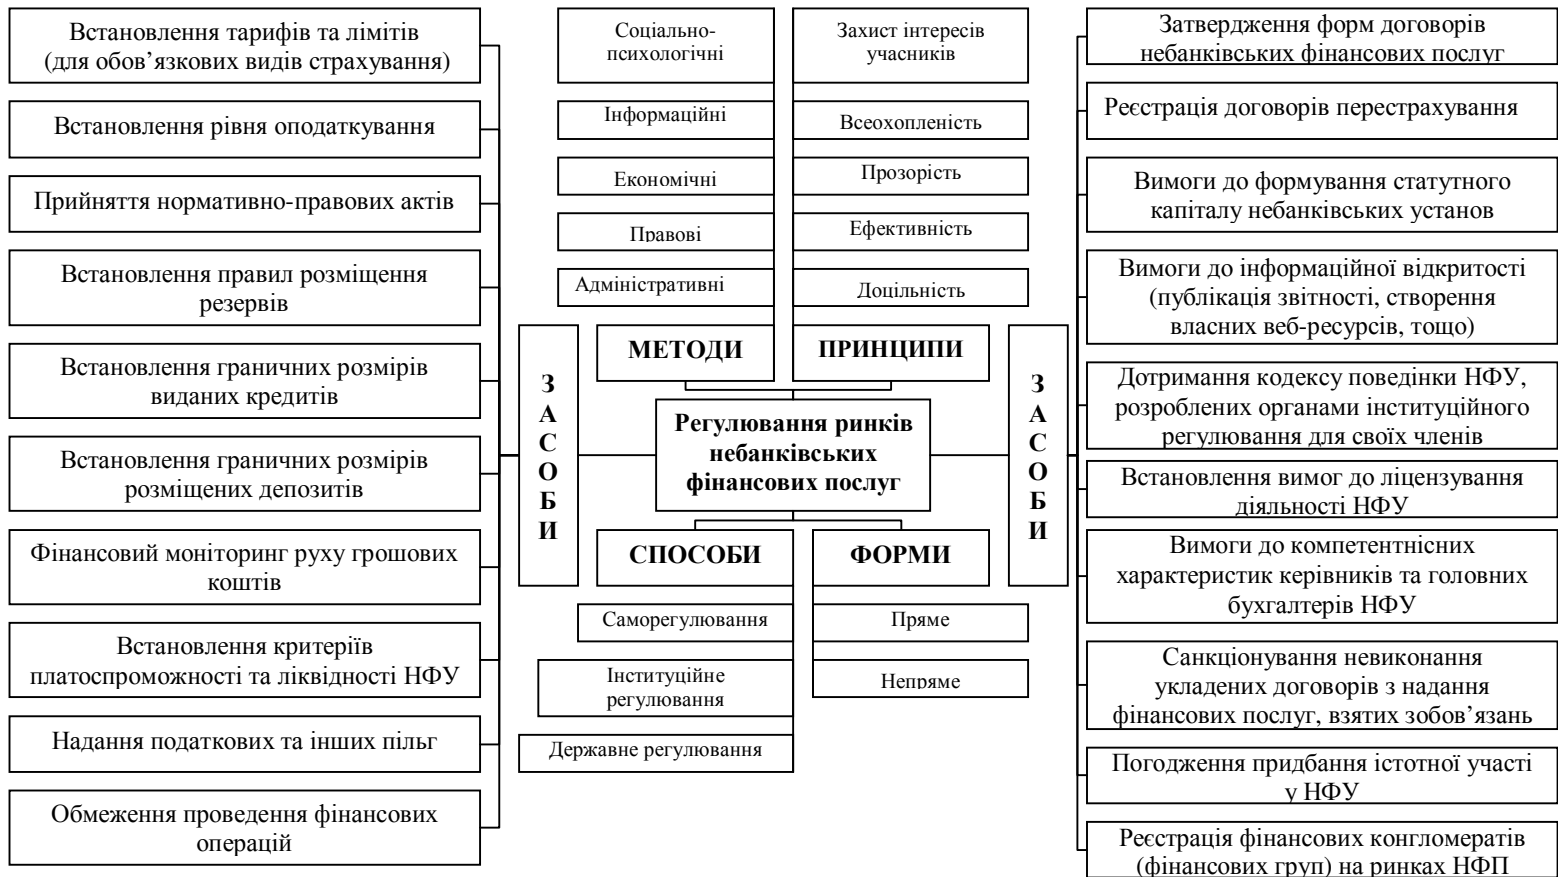 Встановлення тарифів та лімітів
(для обов’язкових видів страхування)
Встановлення рівня оподаткування
Прийняття нормативно-правових актів
Встановлення правил розміщення
резервів
Встановлення граничних розмірів
виданих кредитів
Встановлення граничних розмірів
розміщених депозитів
Фінансовий моніторинг руху грошових
коштів
Встановлення критеріїв
платоспроможності та ліквідності НФУ
Надання податкових та інших пільг
Обмеження проведення фінансових
операцій
З
А
С
О
Б
И
Соціально-
психологічні
Інформаційні
Економічні
Правові
Адміністративні
МЕТОДИ
Захист інтересів
учасників
Всеохопленість
Прозорість
Ефективність
Доцільність
ПРИНЦИПИ
Регулювання ринків
небанківських
фінансових послуг
СПОСОБИ
Саморегулювання
Інституційне
регулювання
Державне регулювання
ФОРМИ
Пряме
Непряме
З
А
С
О
Б
И
Затвердження форм договорів
небанківських фінансових послуг
Реєстрація договорів перестрахування
Вимоги до формування статутного
капіталу небанківських установ
Вимоги до інформаційної відкритості
(публікація звітності, створення
власних веб-ресурсів, тощо)
Дотримання кодексу поведінки НФУ,
розроблених органами інституційного
регулювання для своїх членів
Встановлення вимог до ліцензування
діяльності НФУ
Вимоги до компетентнісних
характеристик керівників та головних
бухгалтерів НФУ
Санкціонування невиконання
укладених договорів з надання
фінансових послуг, взятих зобов’язань
Погодження придбання істотної участі
у НФУ
Реєстрація фінансових конгломератів
(фінансових груп) на ринках НФП